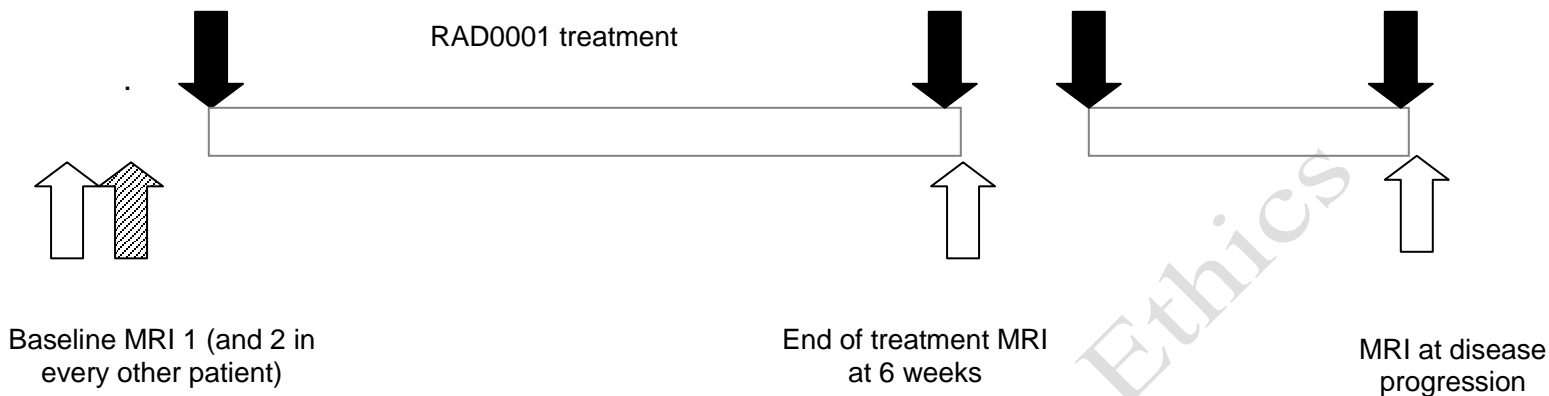 RAD0001 treatment
.
Baseline MRI 1 (and 2 in
every other patient)
End of treatment MRI
at 6 weeks
MRI at disease
progression
Ethics